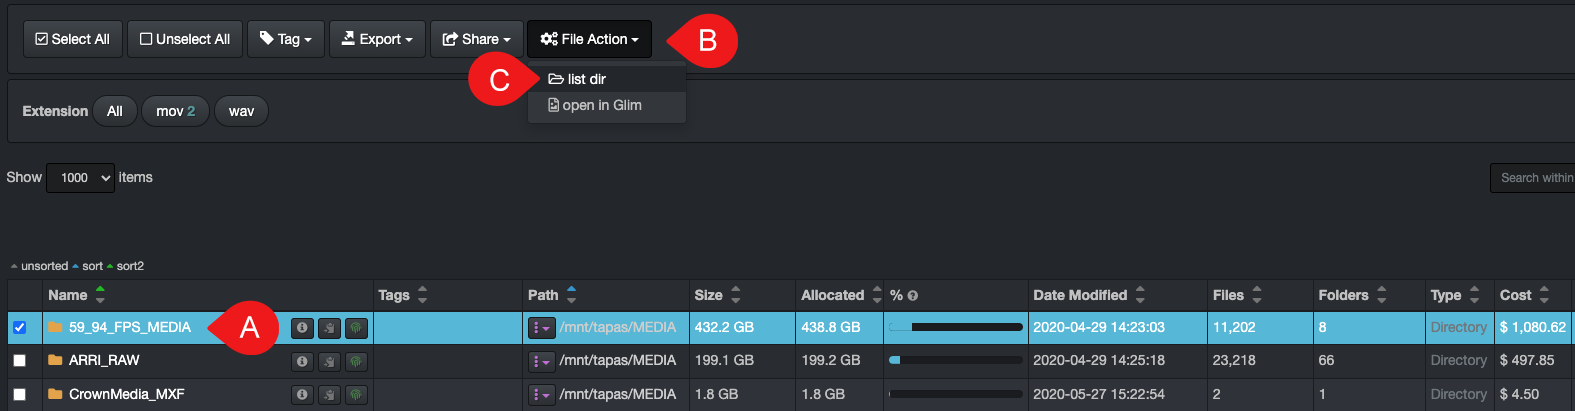 Select All Unselect All Tag Export Share File Action B
C list dir
open in Glim
Extension All mov 2 wav
Show 1000 items Search within
unsorted sort sort2
Name Tags Path Size Allocated % Date Modified Files Folders Type Cost
59_94_FPS_MEDIA A /mnt/tapas/MEDIA 432.2 GB 438.8 GB 2020-04-29 14:23:03 11,202 8 Directory $ 1,080.62
ARRI_RAW /mnt/tapas/MEDIA 199.1 GB 199.2 GB 2020-04-29 14:25:18 23,218 66 Directory $ 497.85
CrownMedia_MXF /mnt/tapas/MEDIA 1.8 GB 1.8 GB 2020-05-27 15:22:54 2 1 Directory $ 4.50